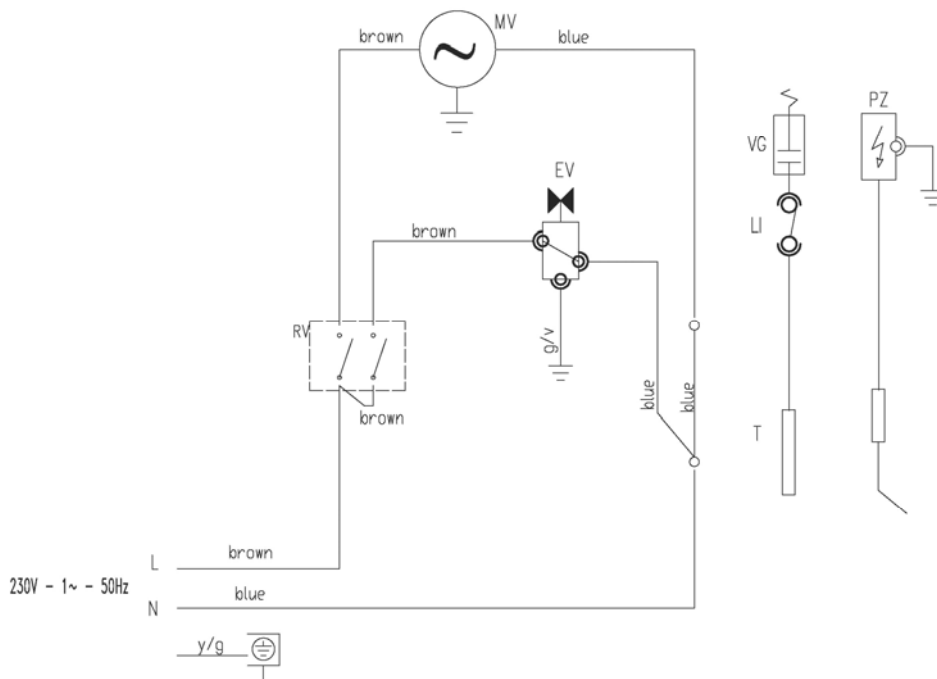 MV
brown
blue
PZ
VG
EV
LI
brown
RV
g/v
blue
blue
brown
T
L
brown
230V - 1~ - 50Hz
N
blue
y/g